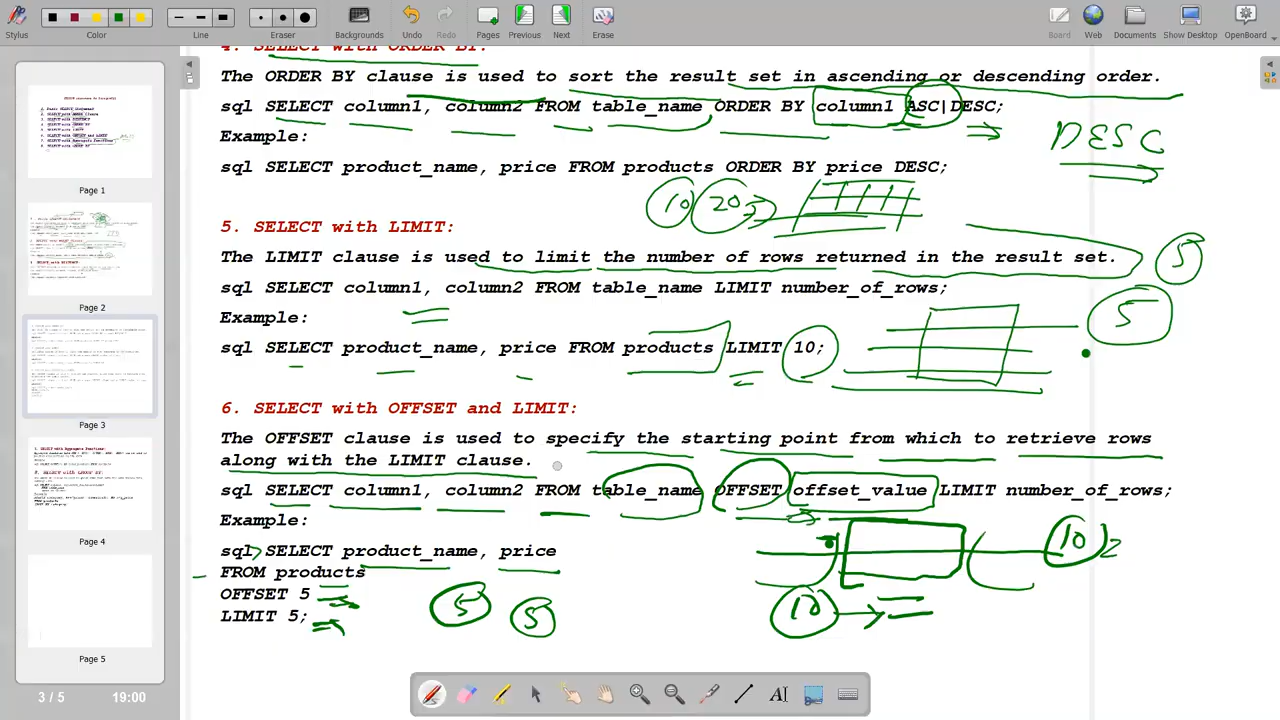 Stylus
Color
Line
Eraser
Backgrounds
Undo
Redo
Pages
Previous
Next
Erase
Board
Web
Documents
Show Desktop
OpenBoard
Page 1
Page 2
Page 3
Page 4
Page 5
3 / 5
19:00
4. SELECT with ORDER BY:
The ORDER BY clause is used to sort the result set in ascending or descending order.
sql SELECT column1, column2 FROM table_name ORDER BY column1 ASC|DESC;
DESC
Example:
sql SELECT product_name, price FROM products ORDER BY price DESC;
10 20
5. SELECT with LIMIT:
The LIMIT clause is used to limit the number of rows returned in the result set.
5
sql SELECT column1, column2 FROM table_name LIMIT number_of_rows;
5
Example:
sql SELECT product_name, price FROM products LIMIT 10;
6. SELECT with OFFSET and LIMIT:
The OFFSET clause is used to specify the starting point from which to retrieve rows
along with the LIMIT clause.
sql SELECT column1, column2 FROM table_name OFFSET offset_value LIMIT number_of_rows;
Example:
sql SELECT product_name, price
10 2
FROM products
OFFSET 5
5 5 10
LIMIT 5;